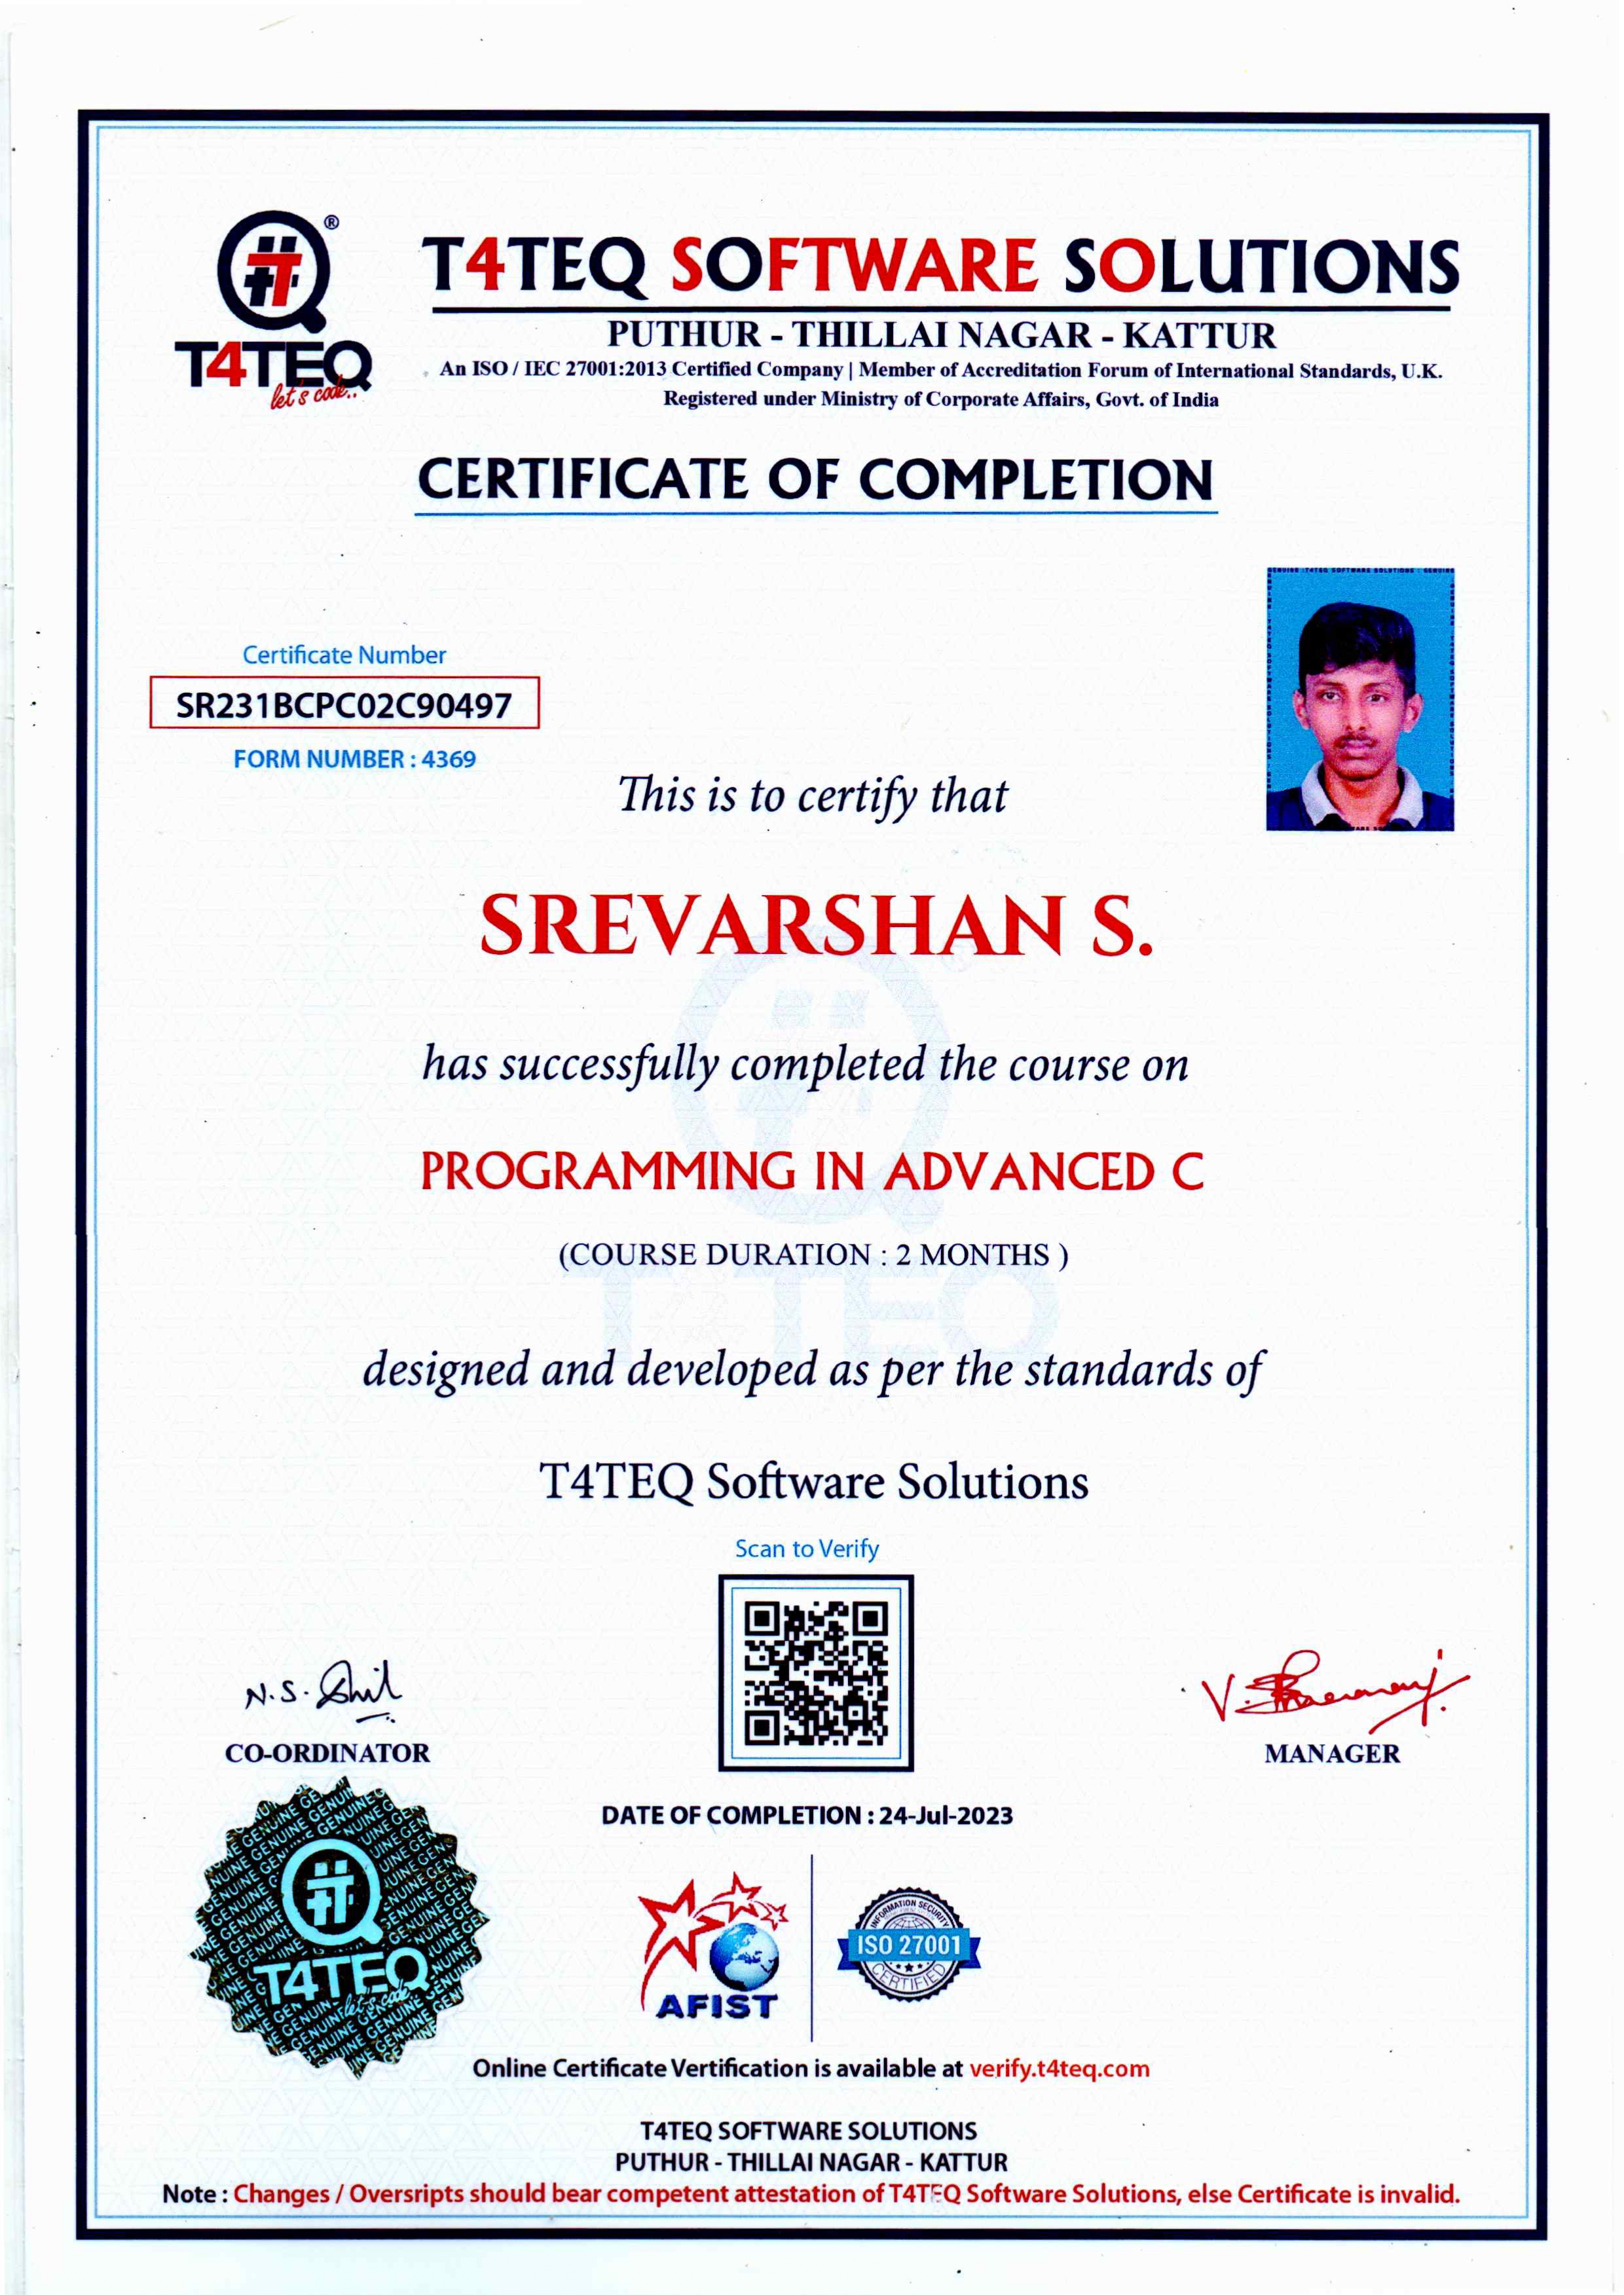 ®
T4TEQ
let's code..
T4TEQ SOFTWARE SOLUTIONS
PUTHUR - THILLAI NAGAR - KATTUR
An ISO / IEC 27001:2013 Certified Company | Member of Accreditation Forum of International Standards, U.K.
Registered under Ministry of Corporate Affairs, Govt. of India
CERTIFICATE OF COMPLETION
Certificate Number
SR231BCPC02C90497
FORM NUMBER : 4369
This is to certify that
SREVARSHAN S.
has successfully completed the course on
PROGRAMMING IN ADVANCED C
(COURSE DURATION : 2 MONTHS )
designed and developed as per the standards of
T4TEQ Software Solutions
Scan to Verify
N.S.
CO-ORDINATOR
V.
MANAGER
DATE OF COMPLETION : 24-Jul-2023
GENUINE GENUINE GENUINE
T4TEQ
let's code
AFIST
INFORMATION SECURITY
ISO 27001
CERTIFIED
Online Certificate Vertification is available at verify.t4teq.com
T4TEQ SOFTWARE SOLUTIONS
PUTHUR - THILLAI NAGAR - KATTUR
Note : Changes / Oversripts should bear competent attestation of T4TEQ Software Solutions, else Certificate is invalid.